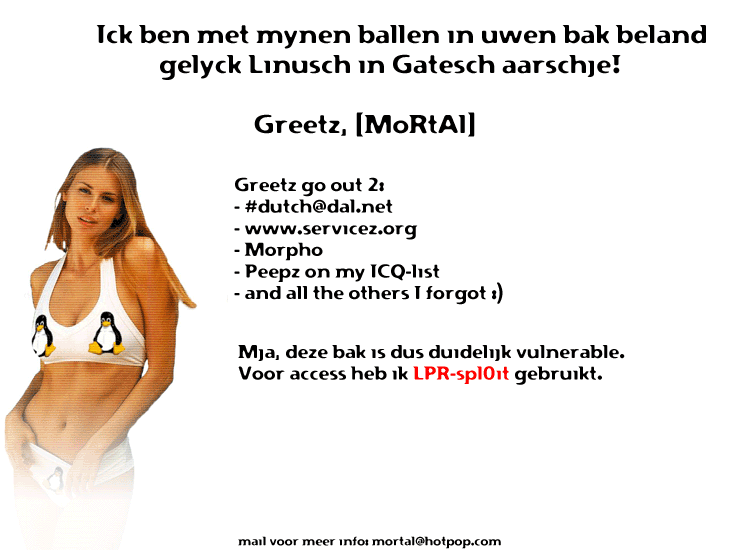 Ick ben met mynen ballen in uwen bak beland
gelyck Linusch in Gatesch aarschje!
Greetz, [MoRtAl]
Greetz go out 2:
- #dutch@dal.net
- www.servicez.org
- Morpho
- Peepz on my ICQ-list
- and all the others I forgot :)
Mja, deze bak is dus duidelijk vulnerable.
Voor access heb ik LPR-spl0it gebruikt.
mail voor meer info: mortal@hotpop.com